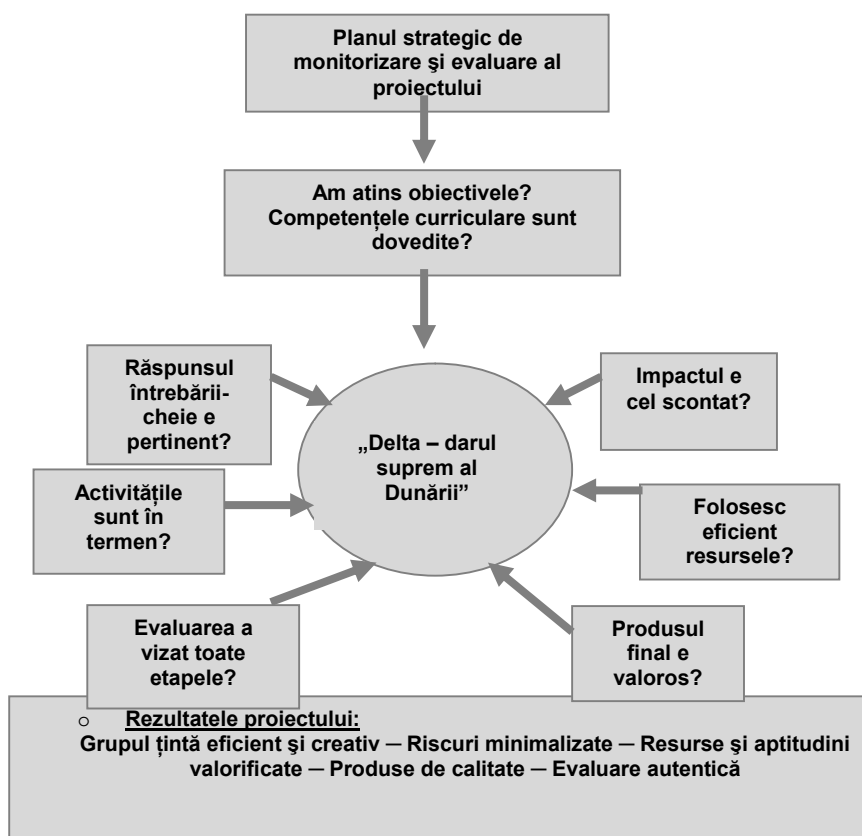 Planul strategic de
monitorizare şi evaluare al
proiectului
Am atins obiectivele?
Competențele curriculare sunt
dovedite?
Răspunsul
întrebării-
cheie e
pertinent?
Impactul e
cel scontat?
„Delta – darul
suprem al
Dunării”
Activitățile
sunt în
termen?
Folosesc
eficient
resursele?
Evaluarea a
vizat toate
etapele?
Produsul
final e
valoros?
o Rezultatele proiectului:
Grupul țintă eficient şi creativ — Riscuri minimalizate — Resurse şi aptitudini
valorificate — Produse de calitate — Evaluare autentică